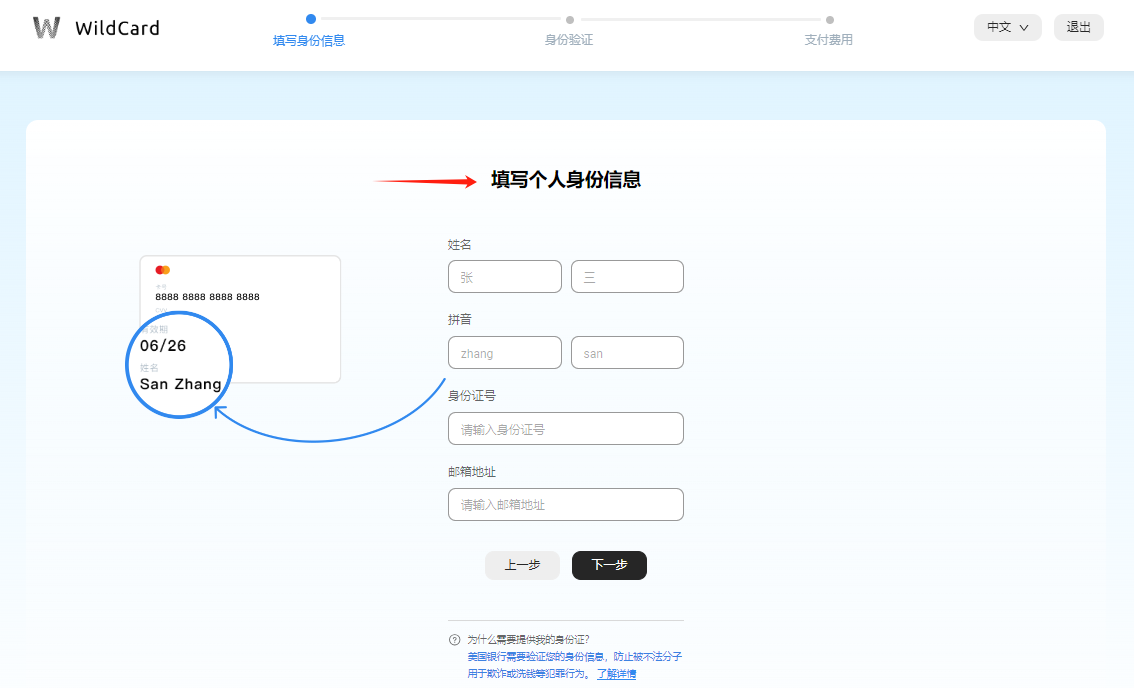 W WildCard
填写身份信息
身份验证
支付费用
中文
退出
填写个人身份信息
卡号
8888 8888 8888 8888
有效期
06/26
姓名
San Zhang
姓名
张
三
拼音
zhang
san
身份证号
请输入身份证号
邮箱地址
请输入邮箱地址
上一步
下一步
为什么需要提供我的身份证?
美国银行需要验证您的身份信息，防止被不法分子
用于欺诈或洗钱等犯罪行为。 了解详情